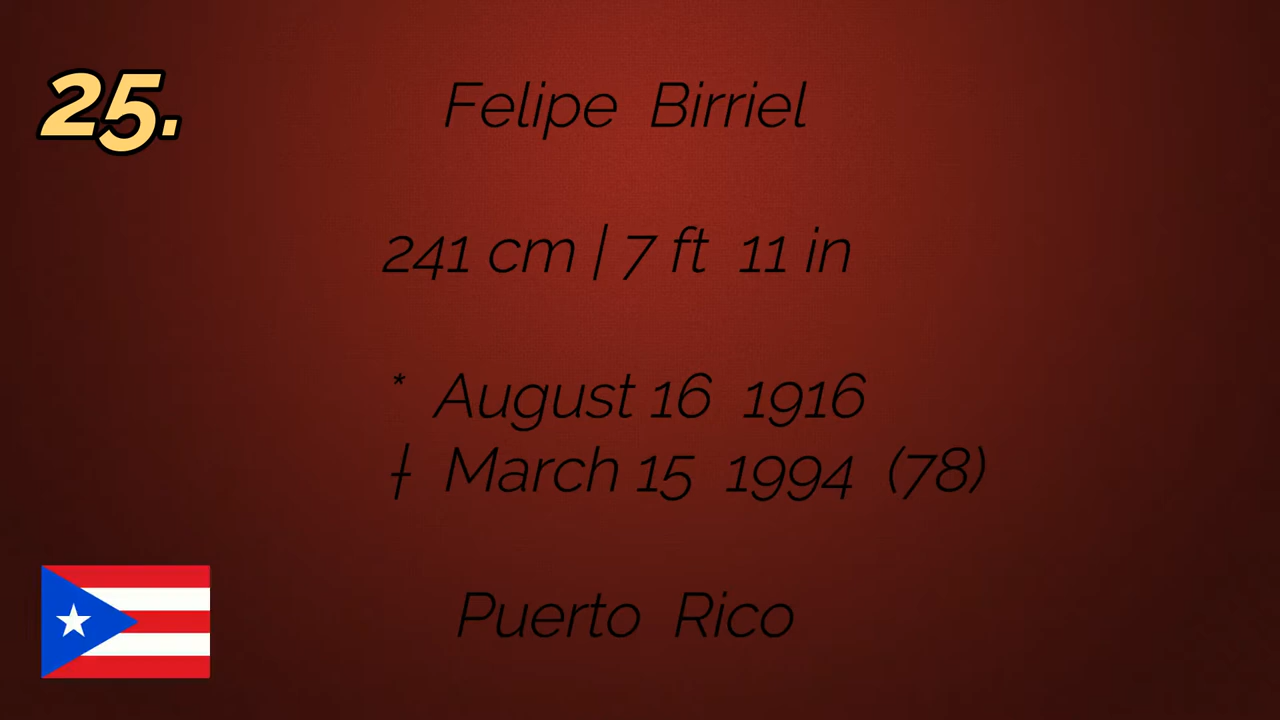 25.
Felipe Birriel
241 cm | 7 ft 11 in
* August 16 1916
† March 15 1994 (78)
Puerto Rico